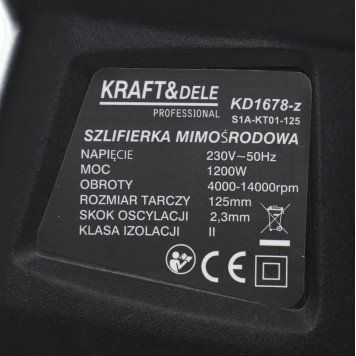 KRAFT&DELE
PROFESSIONAL
KD1678-z
S1A-KT01-125
SZLIFIERKA MIMOŚRODOWA
NAPIĘCIE 230V~50Hz
MOC 1200W
OBROTY 4000-14000rpm
ROZMIAR TARCZY 125mm
SKOK OSCYLACJI 2,3mm
KLASA IZOLACJI II
CE